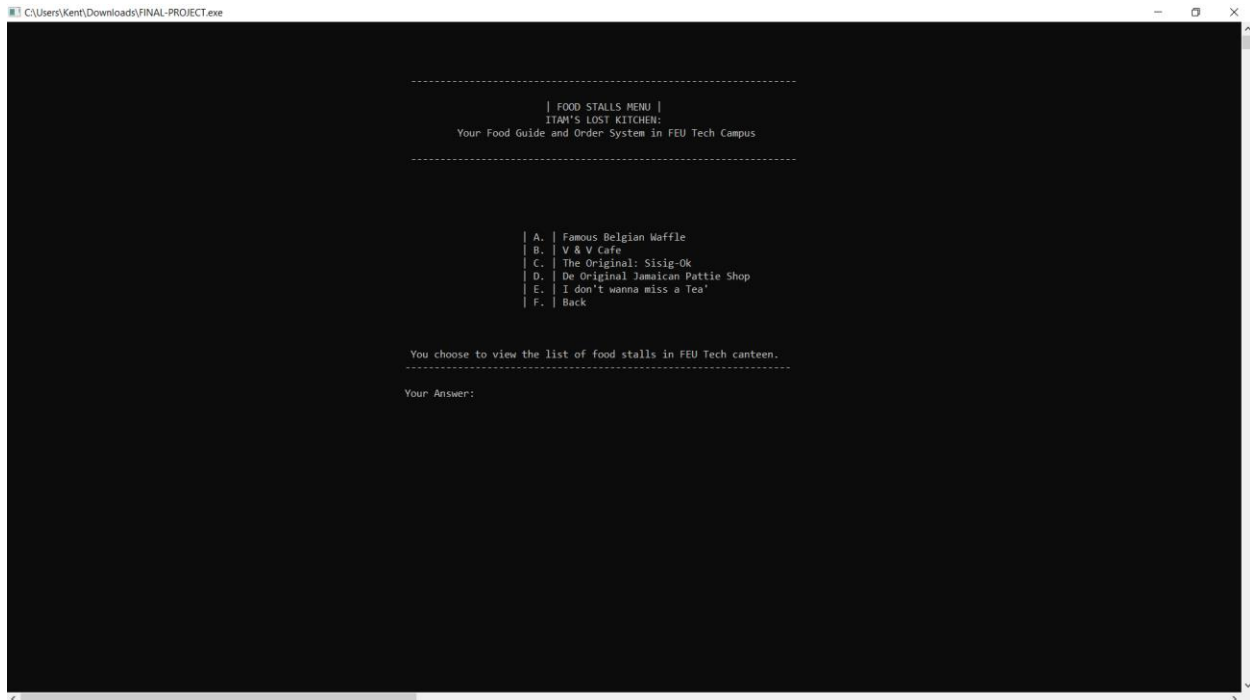 C:\Users\Kent\Downloads\FINAL-PROJECT.exe
------------------------------------------------------------------
| FOOD STALLS MENU |
ITAM'S LOST KITCHEN:
Your Food Guide and Order System in FEU Tech Campus
------------------------------------------------------------------
| A. | Famous Belgian Waffle
| B. | V & V Cafe
| C. | The Original: Sisig-Ok
| D. | De Original Jamaican Pattie Shop
| E. | I don't wanna miss a Tea'
| F. | Back
You choose to view the list of food stalls in FEU Tech canteen.
------------------------------------------------------------------
Your Answer: